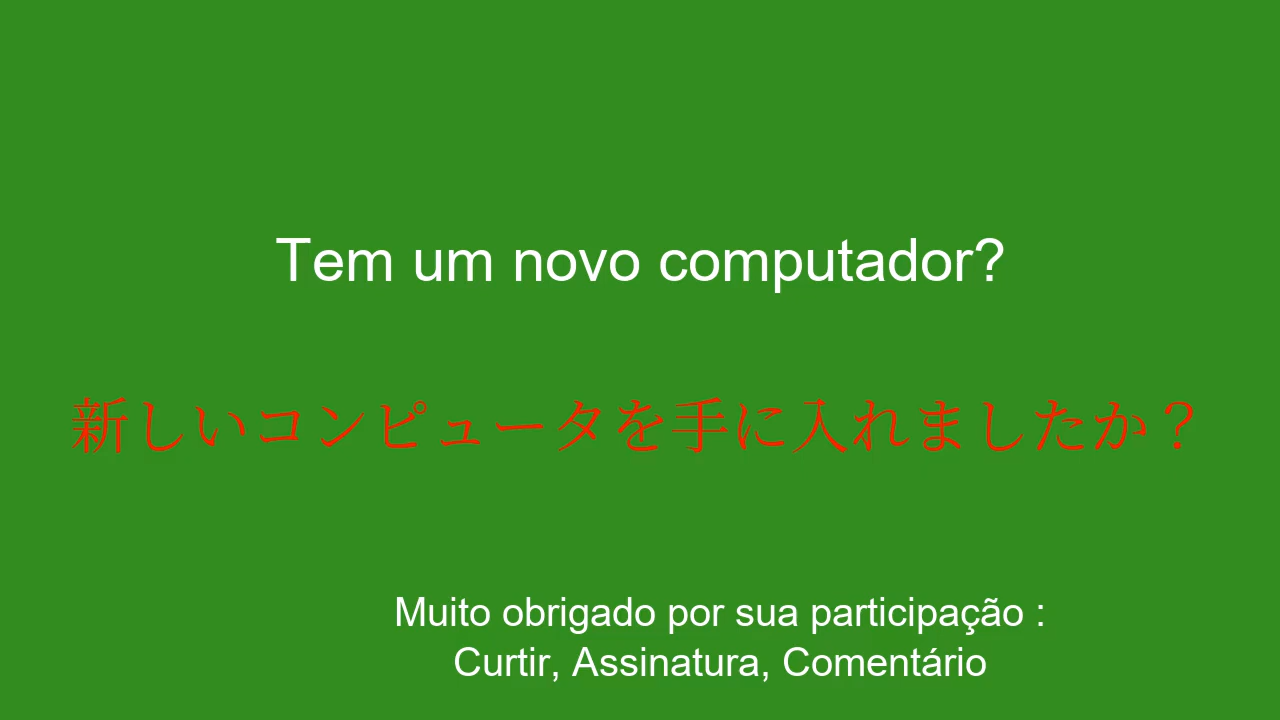 Tem um novo computador?
新しいコンピュータを手に入れましたか？
Muito obrigado por sua participação :
Curtir, Assinatura, Comentário